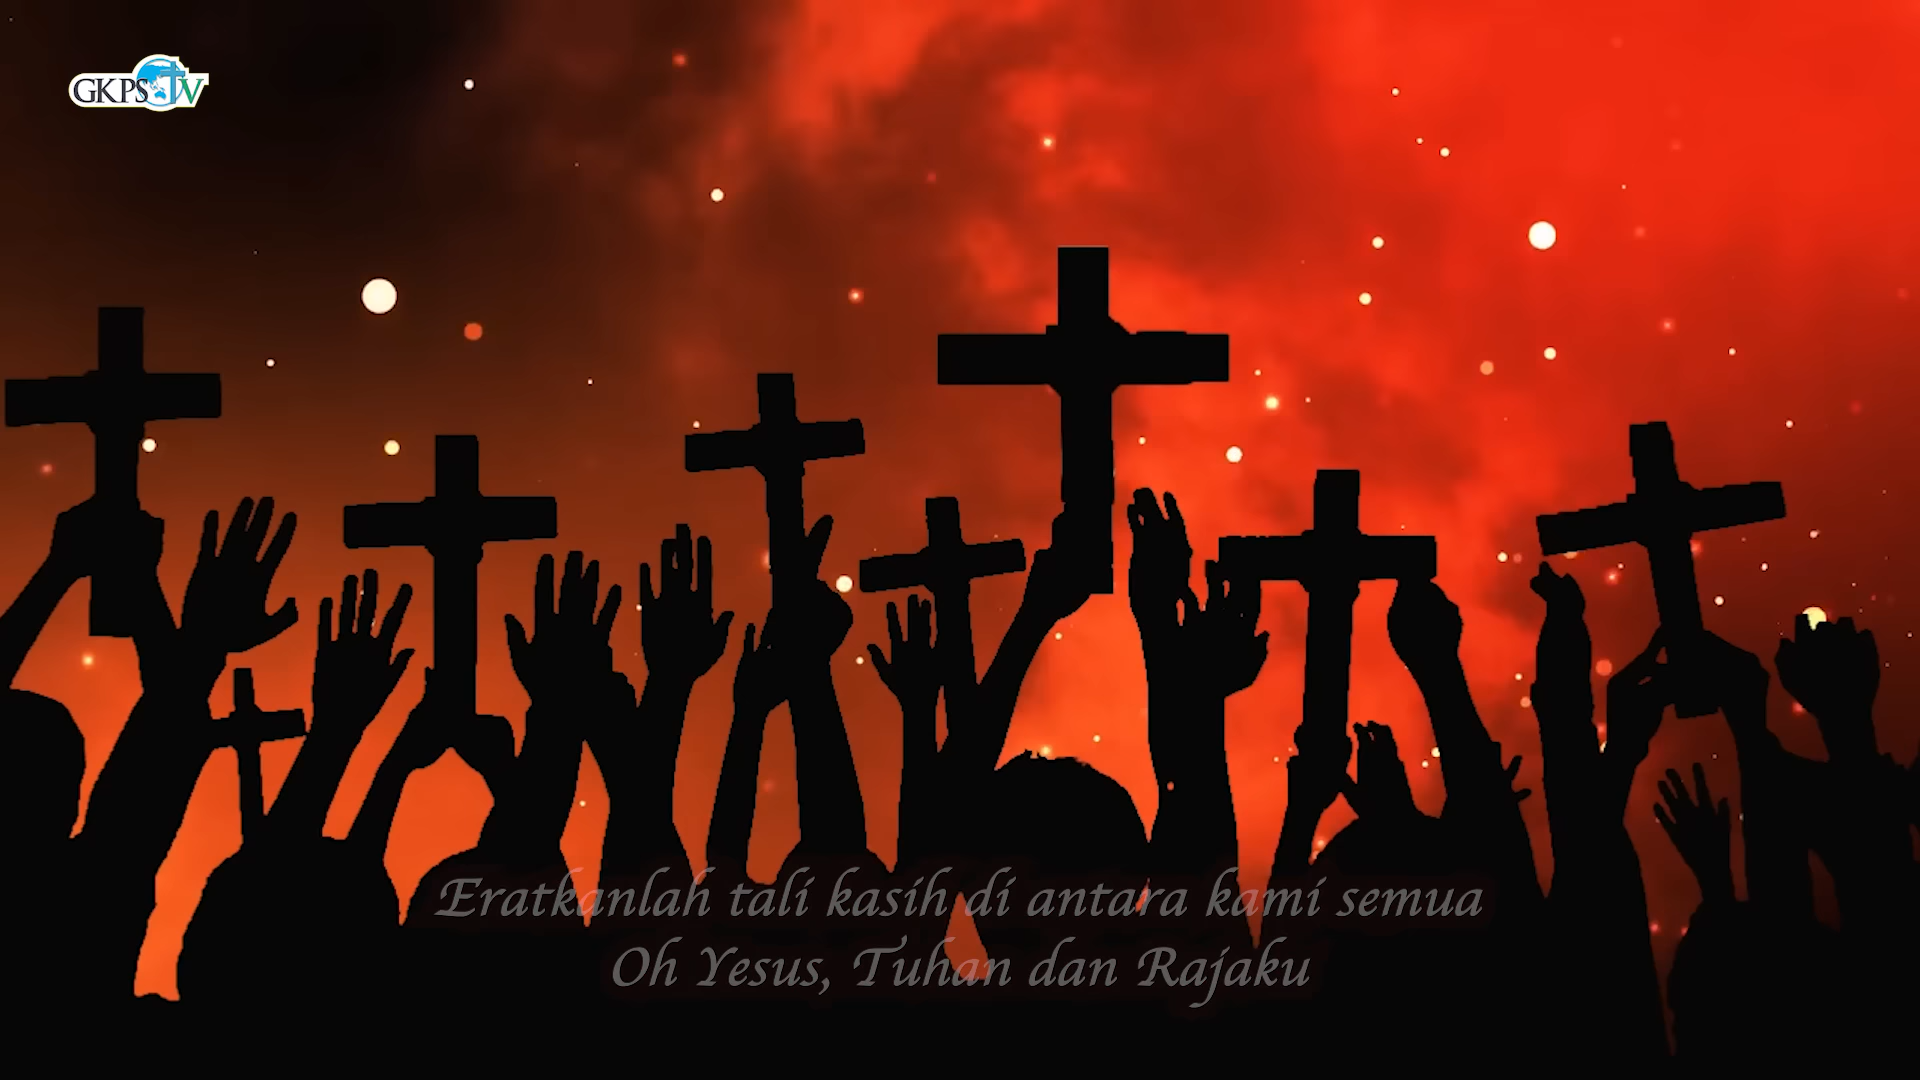 GKPS TV
Eratkanlah tali kasih di antara kami semua
Oh Yesus, Tuhan dan Rajaku